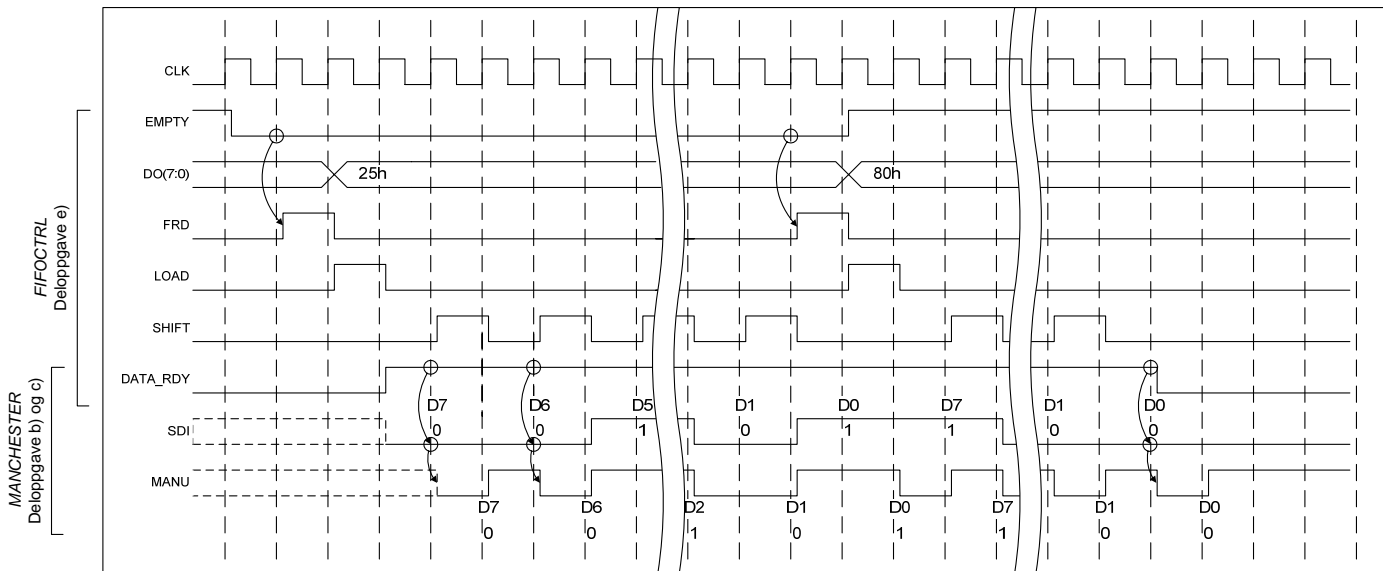 CLK
EMPTY
DO(7:0)
25h
80h
FRD
LOAD
SHIFT
DATA_RDY
D7 D6 D5 D1 D0 D7 D1 D0
SDI
0 0 1 0 1 1 0 0
MANU
D7 D6 D2 D1 D0 D7 D1 D0
0 0 1 0 1 1 0 0
FIFOCTRL
Deloppgave e)
MANCHESTER
Deloppgave b) og c)